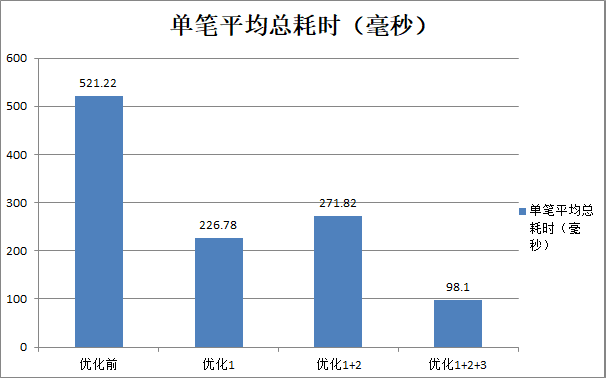 单笔平均总耗时（毫秒）
600
500
400
300
200
100
0
521.22
226.78
271.82
98.1
优化前
优化1
优化1+2
优化1+2+3
单笔平均总
耗时（毫
秒）